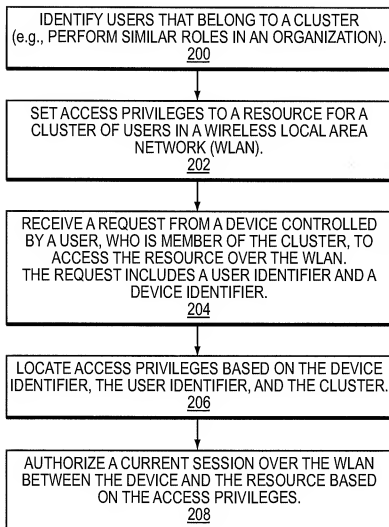 IDENTIFY USERS THAT BELONG TO A CLUSTER
(e.g., PERFORM SIMILAR ROLES IN AN ORGANIZATION).
200
SET ACCESS PRIVILEGES TO A RESOURCE FOR A
CLUSTER OF USERS IN A WIRELESS LOCAL AREA
NETWORK (WLAN).
202
RECEIVE A REQUEST FROM A DEVICE CONTROLLED
BY A USER, WHO IS MEMBER OF THE CLUSTER, TO
ACCESS THE RESOURCE OVER THE WLAN.
THE REQUEST INCLUDES A USER IDENTIFIER AND A
DEVICE IDENTIFIER.
204
LOCATE ACCESS PRIVILEGES BASED ON THE DEVICE
IDENTIFIER, THE USER IDENTIFIER, AND THE CLUSTER.
206
AUTHORIZE A CURRENT SESSION OVER THE WLAN
BETWEEN THE DEVICE AND THE RESOURCE BASED
ON THE ACCESS PRIVILEGES.
208